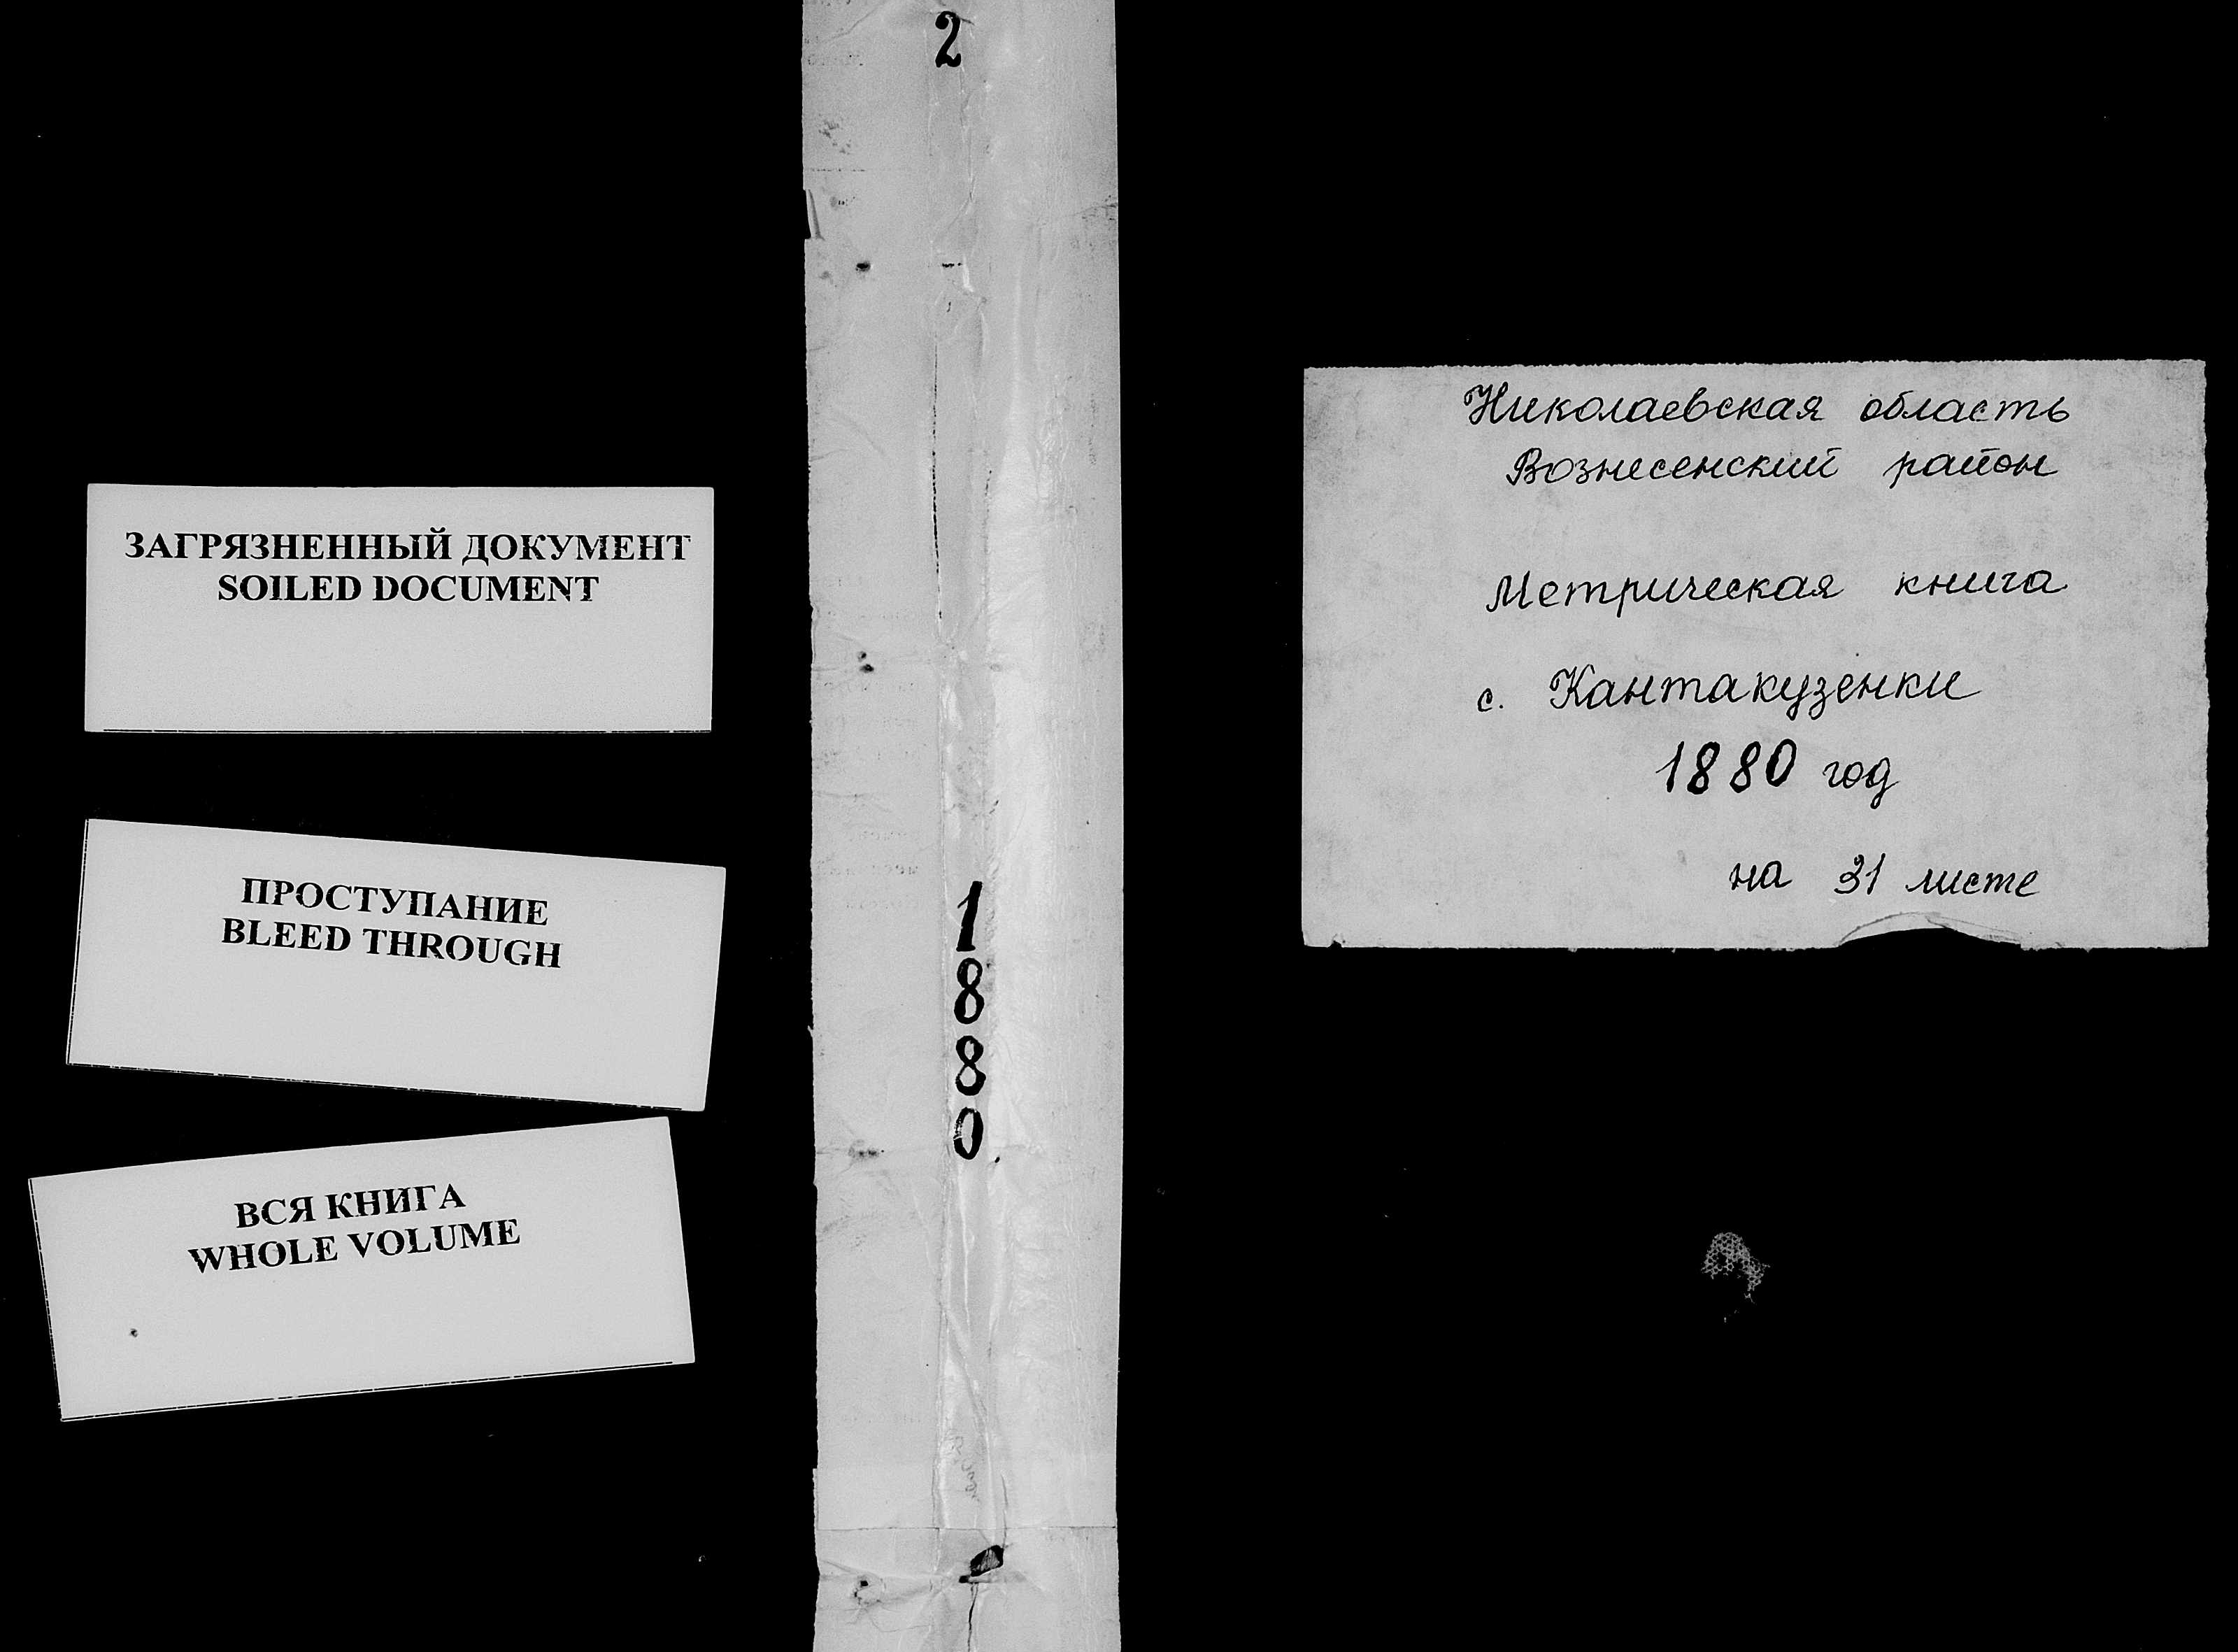 ЗАГРЯЗНЕННЫЙ ДОКУМЕНТ
SOILED DOCUMENT
ПРОСТУПАНИЕ
BLEED THROUGH
ВСЯ КНИГА
WHOLE VOLUME
2
1880
Николаевская область
Вознесенский район
Метрическая книга
с. Кантакузенки
1880 год
на 31 листе